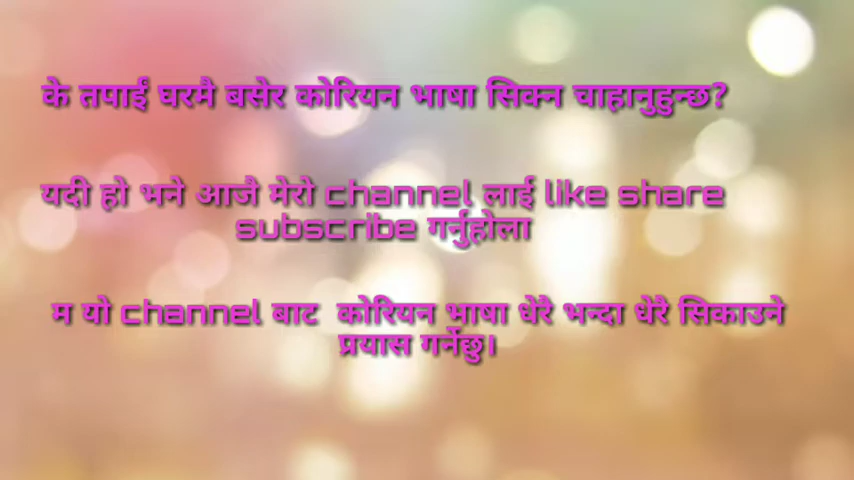 के तपाईं घरमै बसेर कोरियन भाषा सिक्न चाहानुहुन्छ?
यदी हो भने आजै मेरो channel लाई like share
subscribe गर्नुहोला
म यो channel बाट कोरियन भाषा धेरै भन्दा धेरै सिकाउने
प्रयास गर्नेछु।